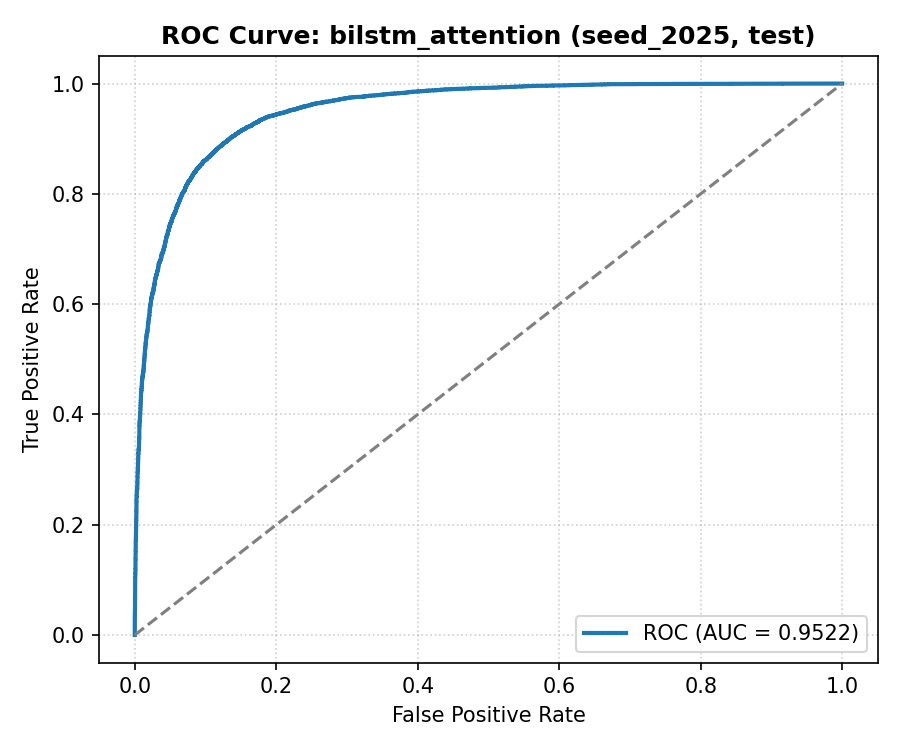 ROC Curve: bilstm_attention (seed_2025, test)
True Positive Rate
1.0
0.8
0.6
0.4
0.2
0.0
ROC (AUC = 0.9522)
0.0 0.2 0.4 0.6 0.8 1.0
False Positive Rate